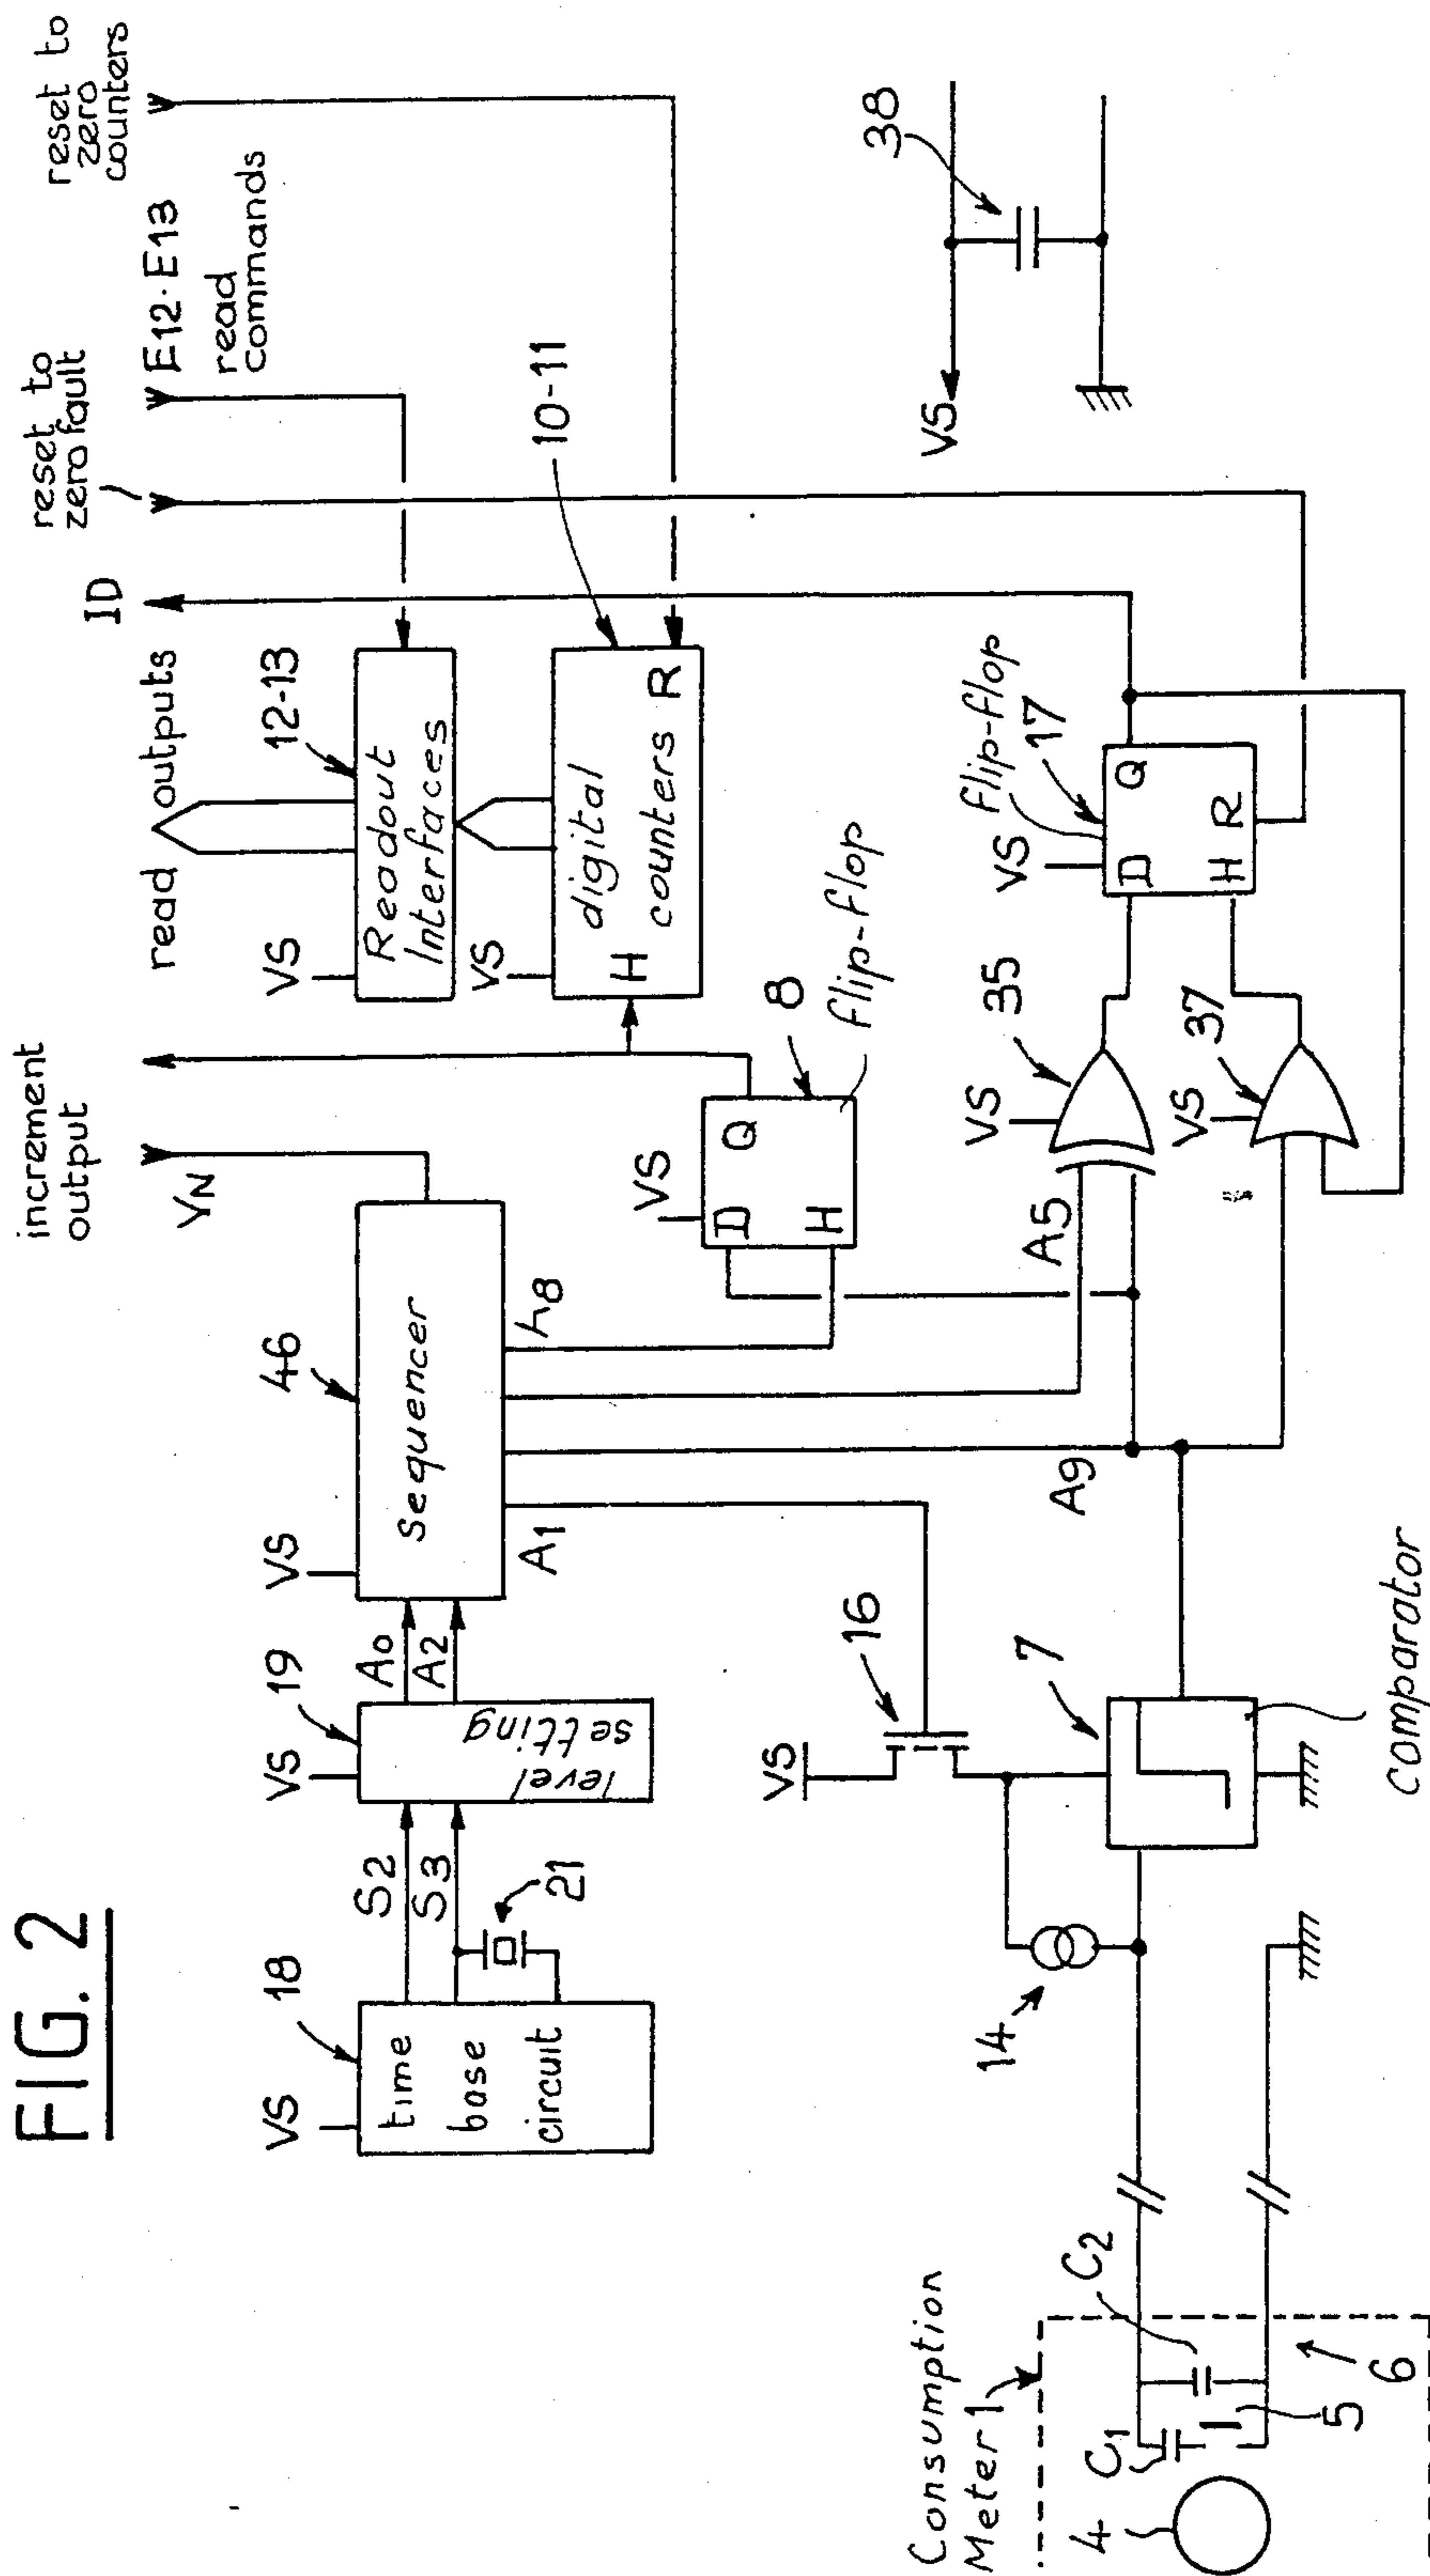 FIG. 2
VS
18
time
base
circuit
21
S2
S3
VS
19
level
setting
A0
A2
VS
46
Sequencer
A1
h8
YN
increment
output
read outputs
VS
12-13
Readout
Interfaces
VS
digital
counters
H
R
10-11
ID
reset to
zero fault
E12.E13
read
commands
reset to
zero
counters
VS
D
Q
H
8
flip-flop
VS
16
14
7
comparator
A9
A5
VS
35
VS
37
VS
flip-flop
17
D
Q
H
R
VS
38
Consumption
Meter 1
4
C1
C2
5
6